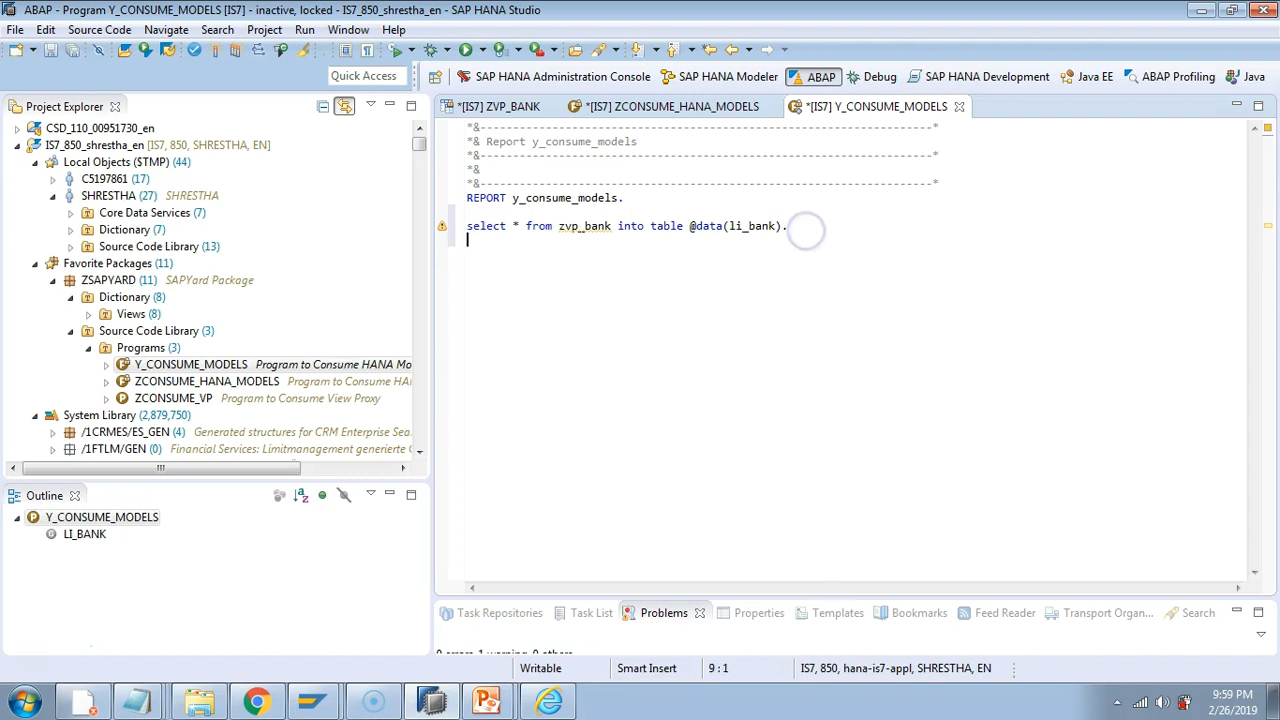 ABAP - Program Y_CONSUME_MODELS [IS7] - inactive, locked - IS7_850_shrestha_en - SAP HANA Studio
File Edit Source Code Navigate Search Project Run Window Help
Quick Access
SAP HANA Administration Console SAP HANA Modeler ABAP Debug SAP HANA Development Java EE ABAP Profiling Java
Project Explorer
*[IS7] ZVP_BANK *[IS7] ZCONSUME_HANA_MODELS *[IS7] Y_CONSUME_MODELS
CSD_110_00951730_en
IS7_850_shrestha_en [IS7, 850, SHRESTHA, EN]
Local Objects ($TMP) (44)
C5197861 (17)
SHRESTHA (27) SHRESTHA
Core Data Services (7)
Dictionary (7)
Source Code Library (13)
Favorite Packages (11)
ZSAPYARD (11) SAPYard Package
Dictionary (8)
Views (8)
Source Code Library (3)
Programs (3)
Y_CONSUME_MODELS Program to Consume HANA Mo
ZCONSUME_HANA_MODELS Program to Consume HA
ZCONSUME_VP Program to Consume View Proxy
System Library (2,879,750)
/1CRMES/ES_GEN (4) Generated structures for CRM Enterprise Sea
/1FTLM/GEN (0) Financial Services: Limitmanagement generierte O
*&---------------------------------------------------------------------*
*& Report y_consume_models
*&---------------------------------------------------------------------*
*&
*&---------------------------------------------------------------------*
REPORT y_consume_models.
select * from zvp_bank into table @data(li_bank).
Outline
Y_CONSUME_MODELS
LI_BANK
Task Repositories Task List Problems Properties Templates Bookmarks Feed Reader Transport Organ... Search
0 errors, 1 warning, 0 others
Writable Smart Insert 9 : 1 IS7, 850, hana-is7-appl, SHRESTHA, EN
9:59 PM
2/26/2019